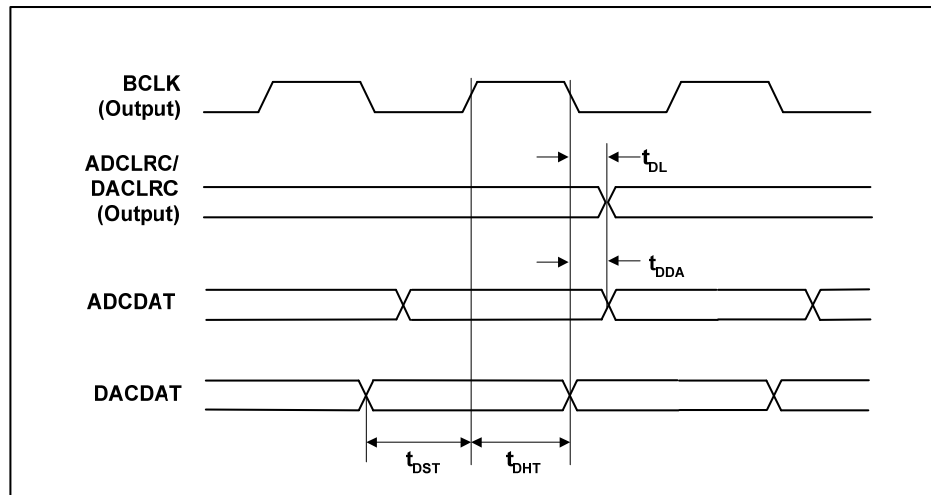 BCLK
(Output)
ADCLRC/
DACLRC
(Output)
t_DL
t_DDA
ADCDAT
DACDAT
t_DST
t_DHT